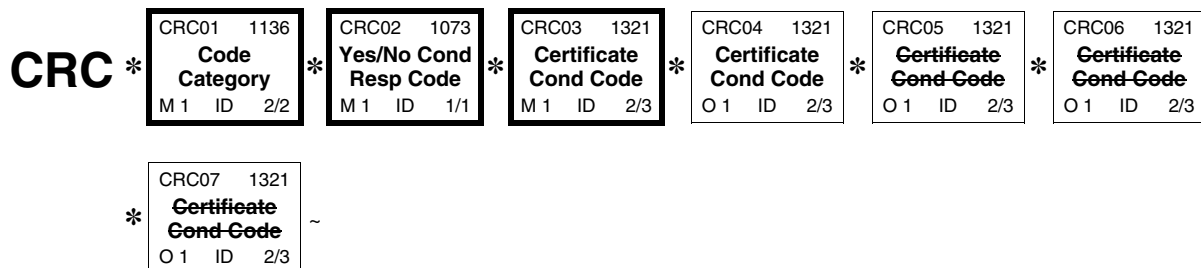 CRC * CRC01 1136 * CRC02 1073 * CRC03 1321 * CRC04 1321 * CRC05 1321 * CRC06 1321
Code Category Yes/No Cond Resp Code Certificate Cond Code Certificate Cond Code Certificate Cond Code Certificate Cond Code
M 1 ID 2/2 M 1 ID 1/1 M 1 ID 2/3 O 1 ID 2/3 O 1 ID 2/3 O 1 ID 2/3
* CRC07 1321 ~
Certificate
Cond Code
O 1 ID 2/3